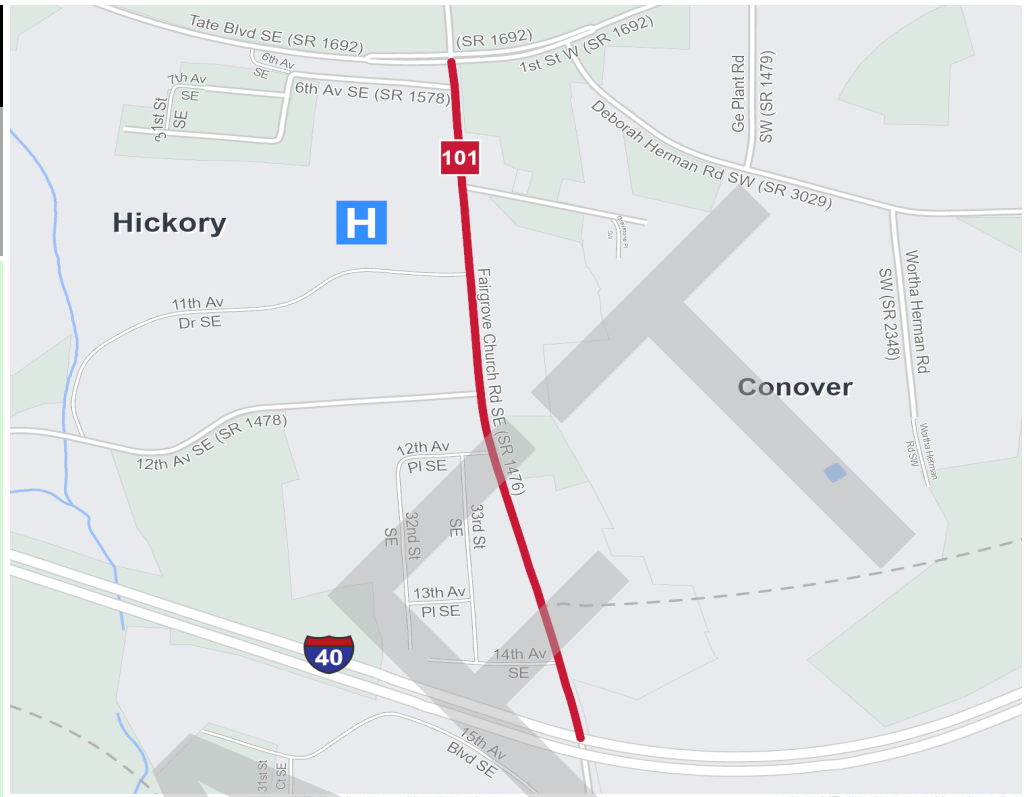 Tate Blvd SE (SR 1692)
(SR 1692)
1st St W (SR 1692)
6th Av
SE
7th Av
SE
6th Av SE (SR 1578)
31st St
SE
Ge Plant Rd
SW (SR 1479)
Deborah Herman Rd SW (SR 3029)
101
Hickory
H
Wortha Herman Rd
SW (SR 2348)
11th Av
Dr SE
Fairgrove Church Rd SE (SR 1476)
Conover
12th Av SE (SR 1478)
12th Av
Pl SE
Wortha Herman
Rd SW
32nd St
SE
33rd St
SE
13th Av
Pl SE
40
14th Av
SE
15th Av
Blvd SE
31st St
Ct SE